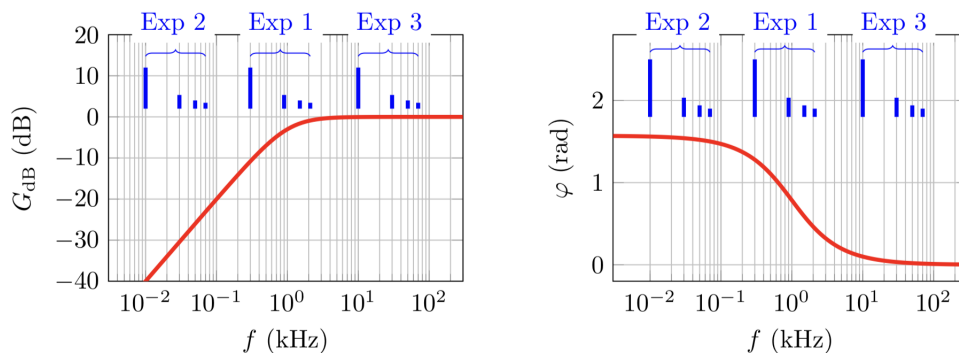 Exp 2 Exp 1 Exp 3
20
10
0
−10
−20
−30
−40
G_dB (dB)
10^−2 10^−1 10^0 10^1 10^2
f (kHz)
Exp 2 Exp 1 Exp 3
2
1
0
φ (rad)
10^−2 10^−1 10^0 10^1 10^2
f (kHz)